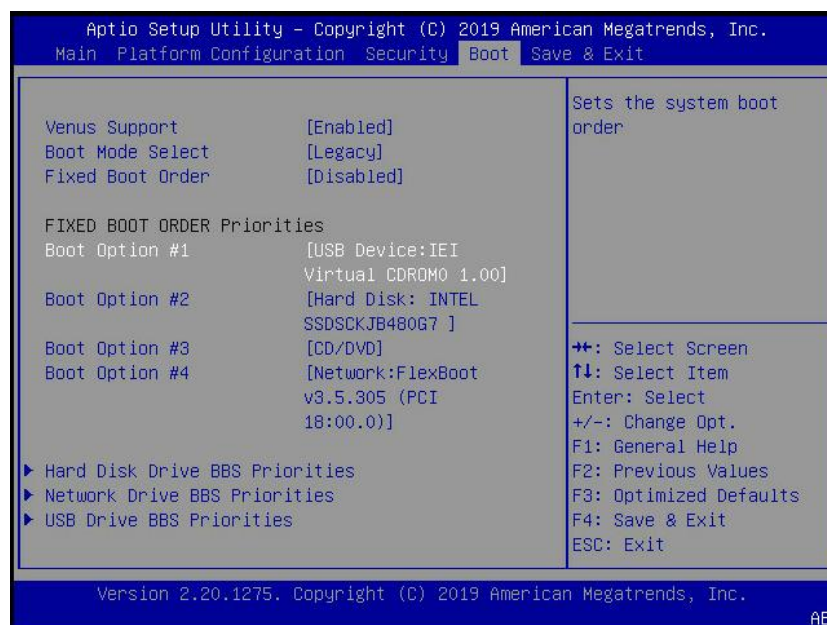 Aptio Setup Utility – Copyright (C) 2019 American Megatrends, Inc.
Main Platform Configuration Security Boot Save & Exit
Venus Support [Enabled]
Boot Mode Select [Legacy]
Fixed Boot Order [Disabled]
FIXED BOOT ORDER Priorities
Boot Option #1 [USB Device:IEI
Virtual CDROM0 1.00]
Boot Option #2 [Hard Disk: INTEL
SSDSCKJB480G7 ]
Boot Option #3 [CD/DVD]
Boot Option #4 [Network:FlexBoot
v3.5.305 (PCI
18:00.0)]
▶ Hard Disk Drive BBS Priorities
▶ Network Drive BBS Priorities
▶ USB Drive BBS Priorities
Sets the system boot
order
→←: Select Screen
↑↓: Select Item
Enter: Select
+/-: Change Opt.
F1: General Help
F2: Previous Values
F3: Optimized Defaults
F4: Save & Exit
ESC: Exit
Version 2.20.1275. Copyright (C) 2019 American Megatrends, Inc.
AB